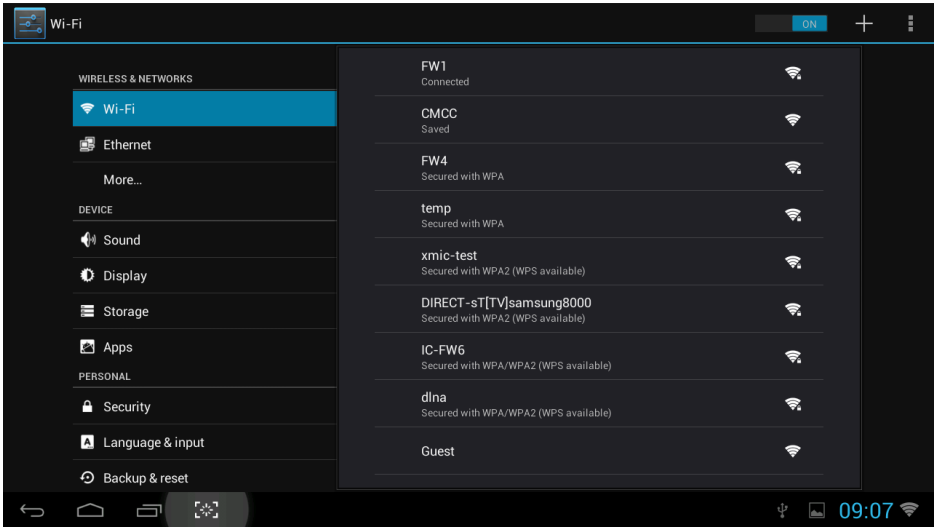 Wi-Fi
ON
WIRELESS & NETWORKS
Wi-Fi
Ethernet
More...
DEVICE
Sound
Display
Storage
Apps
PERSONAL
Security
A
Language & input
Backup & reset
FW1
Connected
CMCC
Saved
FW4
Secured with WPA
temp
Secured with WPA
xmic-test
Secured with WPA2 (WPS available)
DIRECT-sT[TV]samsung8000
Secured with WPA2 (WPS available)
IC-FW6
Secured with WPA/WPA2 (WPS available)
dlna
Secured with WPA/WPA2 (WPS available)
Guest
09:07